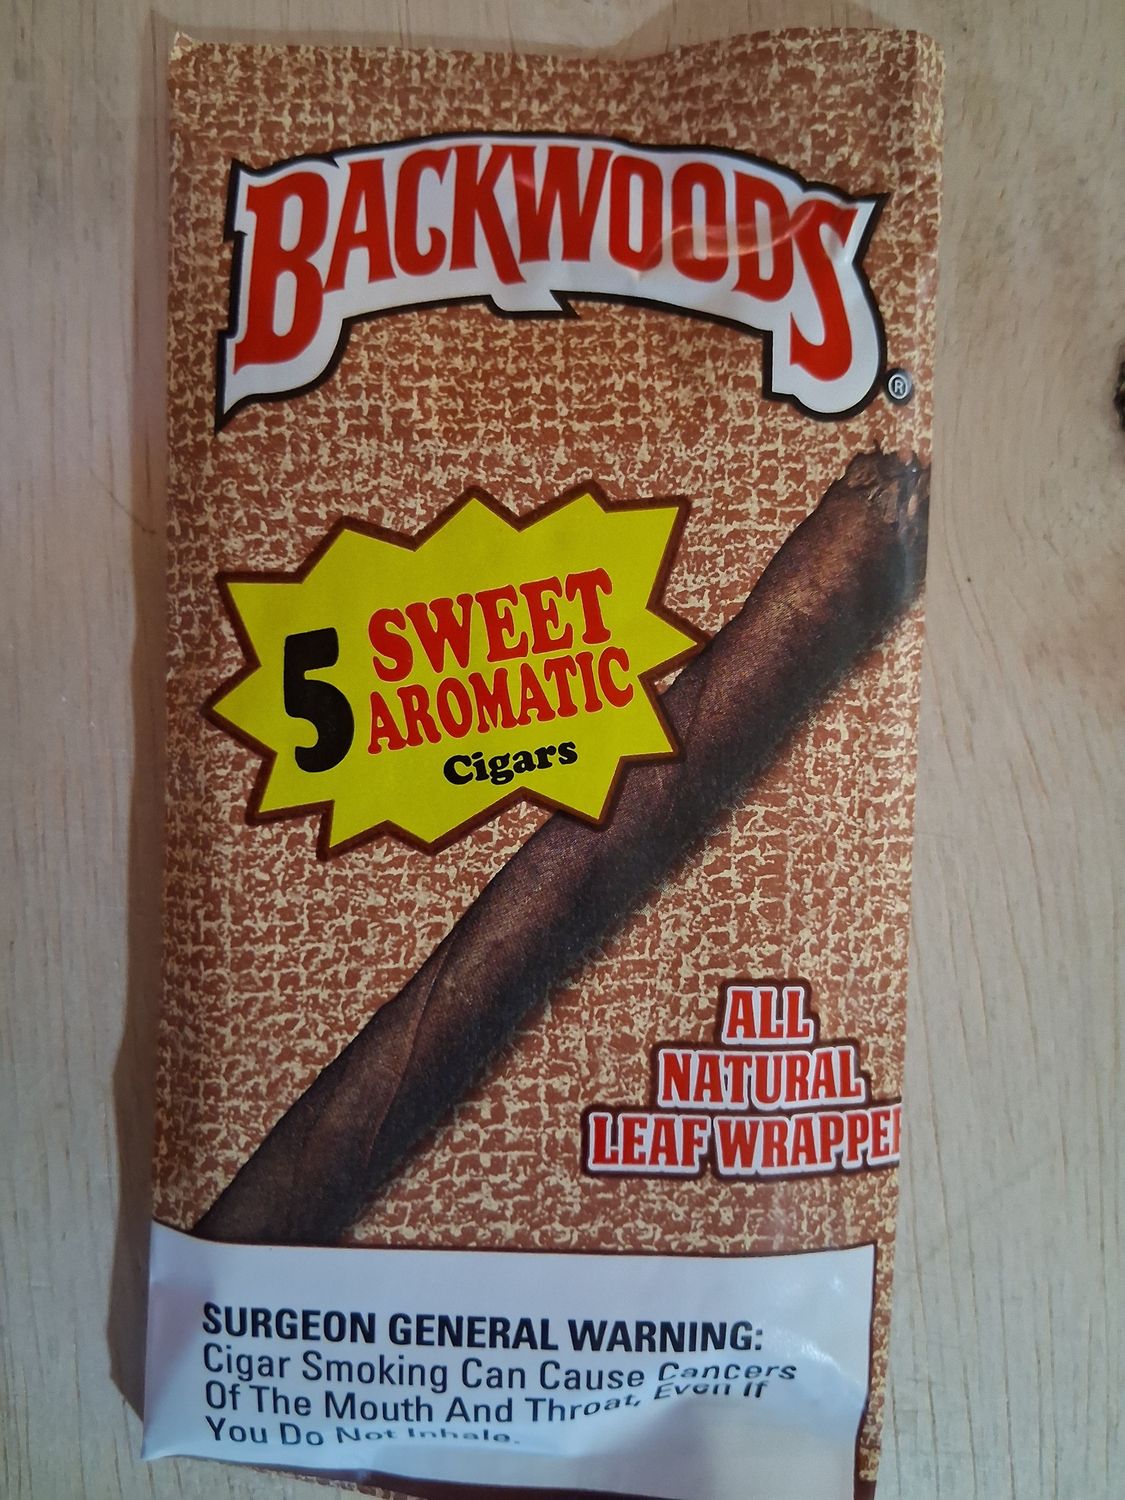 BACKWOODS®
5 SWEET
AROMATIC
Cigars
ALL
NATURAL
LEAF WRAPPER
SURGEON GENERAL WARNING:
Cigar Smoking Can Cause Cancers
Of The Mouth And Throat, Even If
You Do Not Inhale.